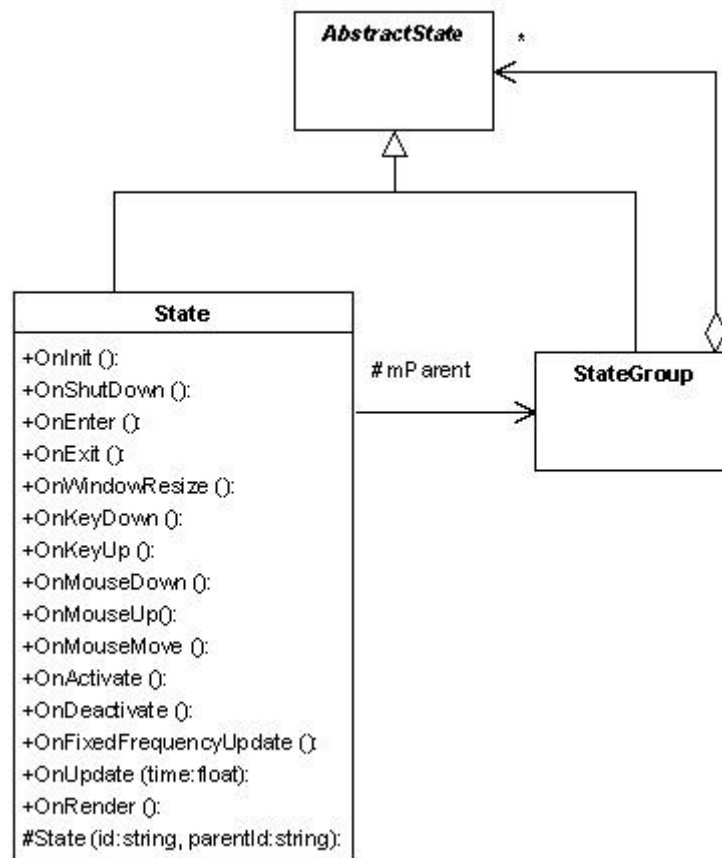 AbstractState
*
State
+OnInit ():
+OnShutDown ():
+OnEnter ():
+OnExit ():
+OnWindowResize ():
+OnKeyDown ():
+OnKeyUp ():
+OnMouseDown ():
+OnMouseUp():
+OnMouseMove ():
+OnActivate ():
+OnDeactivate ():
+OnFixedFrequencyUpdate ():
+OnUpdate (time:float):
+OnRender ():
#State (id:string, parentId:string):
#mParent
StateGroup